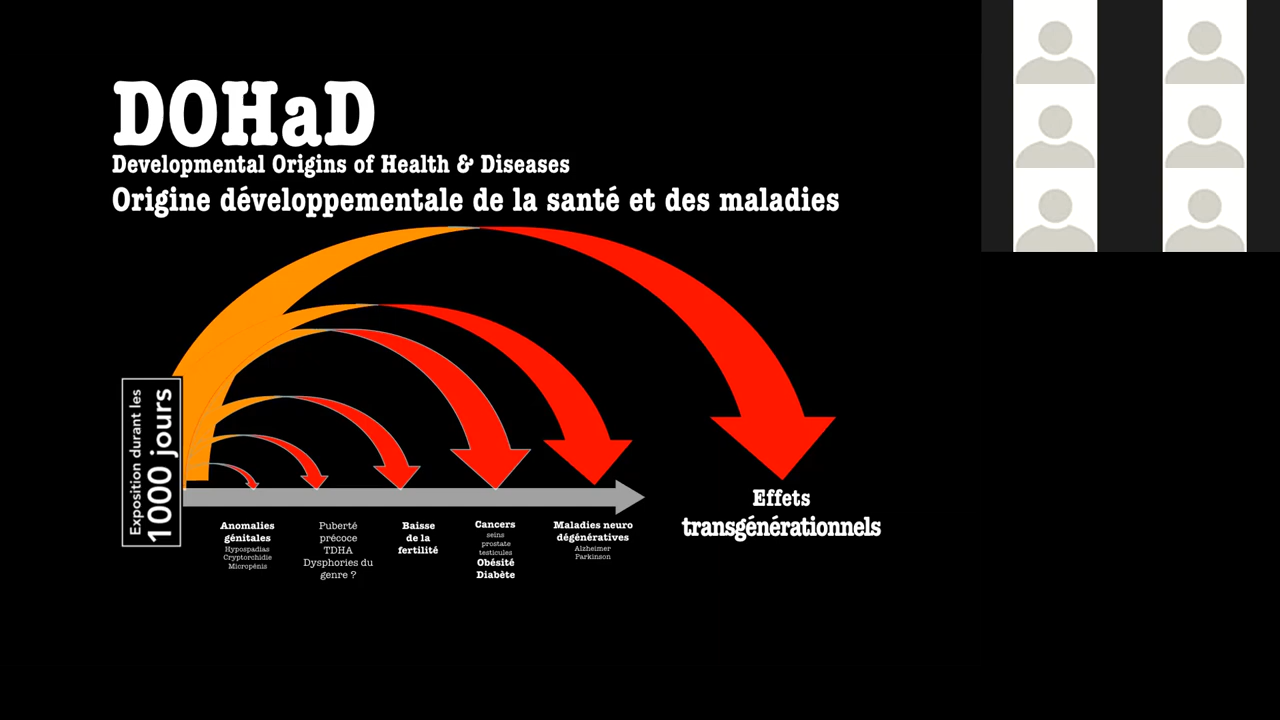 DOHaD
Developmental Origins of Health & Diseases
Origine développementale de la santé et des maladies
Exposition durant les
1000 jours
Anomalies
génitales
Hypospadias
Cryptorchidie
Micropénis
Puberté
précoce
TDHA
Dysphories du
genre ?
Baisse
de la
fertilité
Cancers
seins
prostate
testicules
Obésité
Diabète
Maladies neuro
dégénératives
Alzheimer
Parkinson
Effets
transgénérationnels